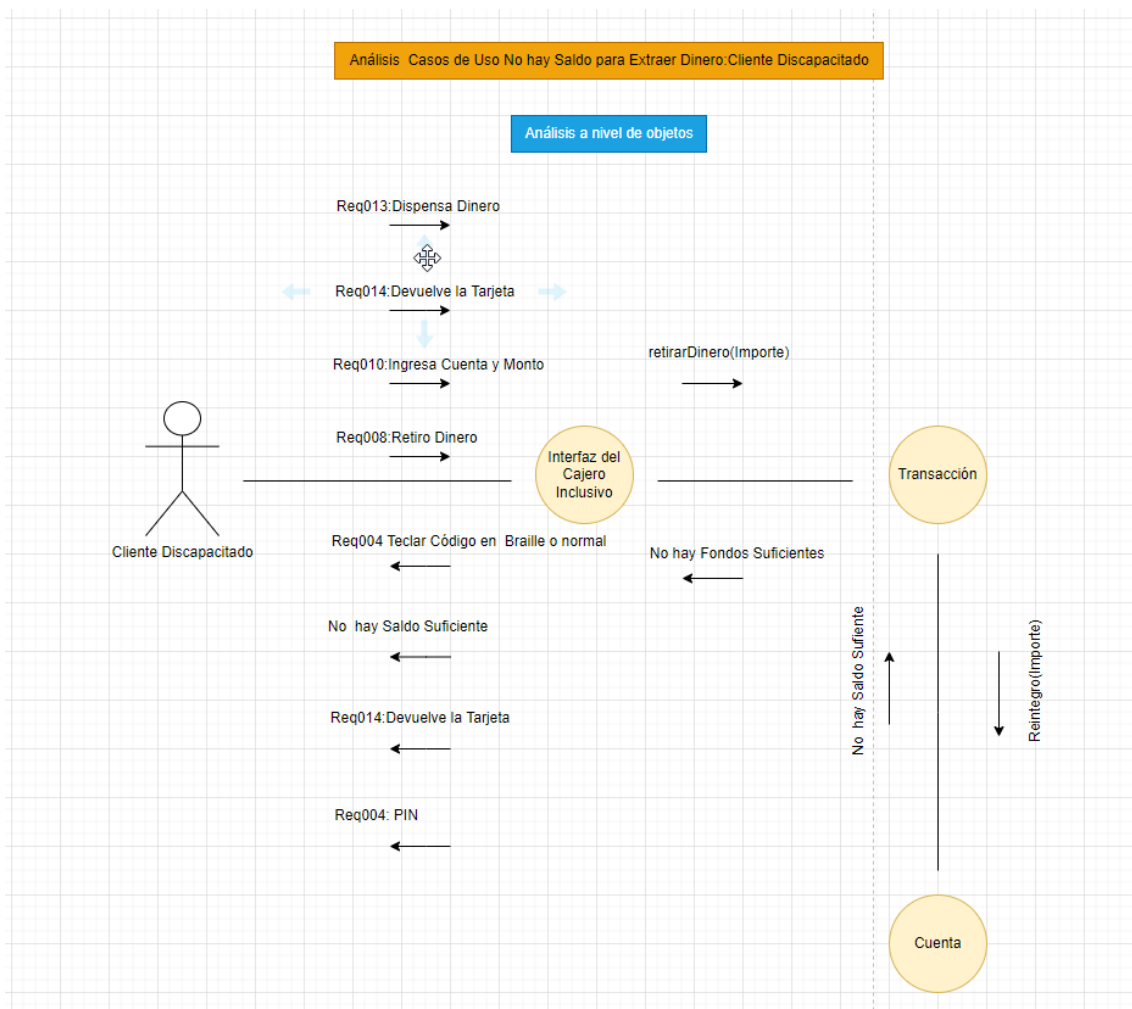 Análisis  Casos de Uso No hay Saldo para Extraer Dinero:Cliente Discapacitado
Análisis a nivel de objetos
Req013:Dispensa Dinero
Req014:Devuelve la Tarjeta
Req010:Ingresa Cuenta y Monto
retirarDinero(Importe)
Req008:Retiro Dinero
Interfaz del
Cajero
Inclusivo
Transacción
Cliente Discapacitado
Req004 Teclar Código en  Braille o normal
No hay Fondos Suficientes
No  hay Saldo Suficiente
No  hay Saldo Sufiente
Reintegro(Importe)
Req014:Devuelve la Tarjeta
Req004: PIN
Cuenta